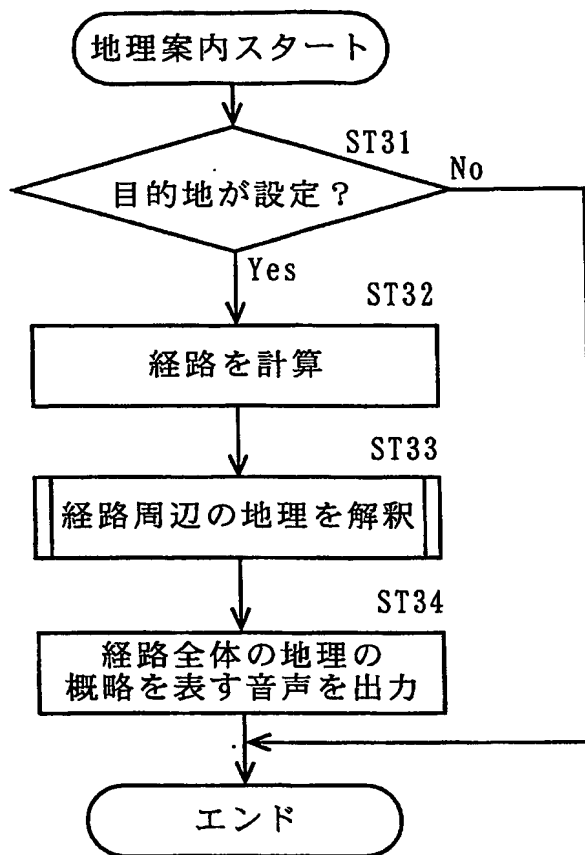 地理案内スタート
ST31
目的地が設定？
No
Yes
ST32
経路を計算
ST33
経路周辺の地理を解釈
ST34
経路全体の地理の
概略を表す音声を出力
エンド